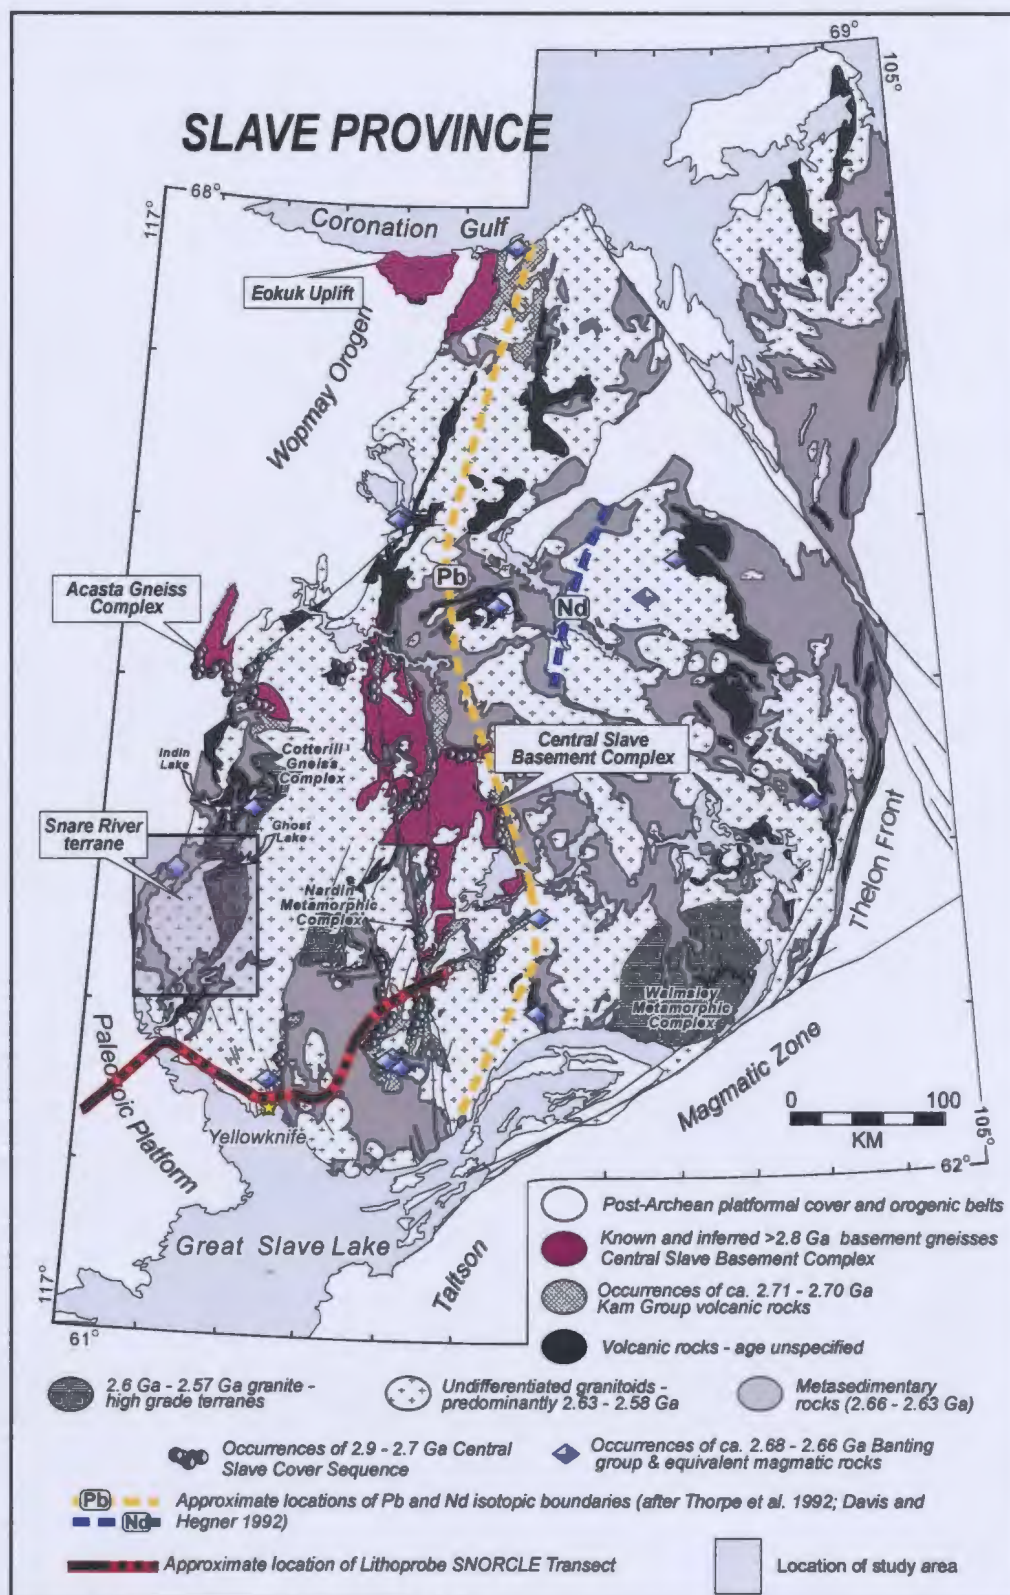 69°
105°
SLAVE PROVINCE
68°
117°
Coronation Gulf
Eokuk Uplift
Wopmay Orogen
Pb
Nd
Acasta Gneiss
Complex
Central Slave
Basement Complex
Indin
Lake
Cotterill
Gneiss
Complex
Snare River
terrane
Ghost
Lake
Nardin
Metamorphic
Complex
Thelon Front
Walmsley
Metamorphic
Complex
Paleozoic Platform
Magmatic Zone
Yellowknife
0 100
KM
105°
62°
Great Slave Lake
Taltson
117°
61°
Post-Archean platformal cover and orogenic belts
Known and inferred >2.8 Ga basement gneisses
Central Slave Basement Complex
Occurrences of ca. 2.71 - 2.70 Ga
Kam Group volcanic rocks
Volcanic rocks - age unspecified
2.6 Ga - 2.57 Ga granite -
high grade terranes
Undifferentiated granitoids -
predominantly 2.63 - 2.58 Ga
Metasedimentary
rocks (2.66 - 2.63 Ga)
Occurrences of 2.9 - 2.7 Ga Central
Slave Cover Sequence
Occurrences of ca. 2.68 - 2.66 Ga Banting
group & equivalent magmatic rocks
Pb
Approximate locations of Pb and Nd isotopic boundaries (after Thorpe et al. 1992; Davis and
Nd
Hegner 1992)
Approximate location of Lithoprobe SNORCLE Transect
Location of study area